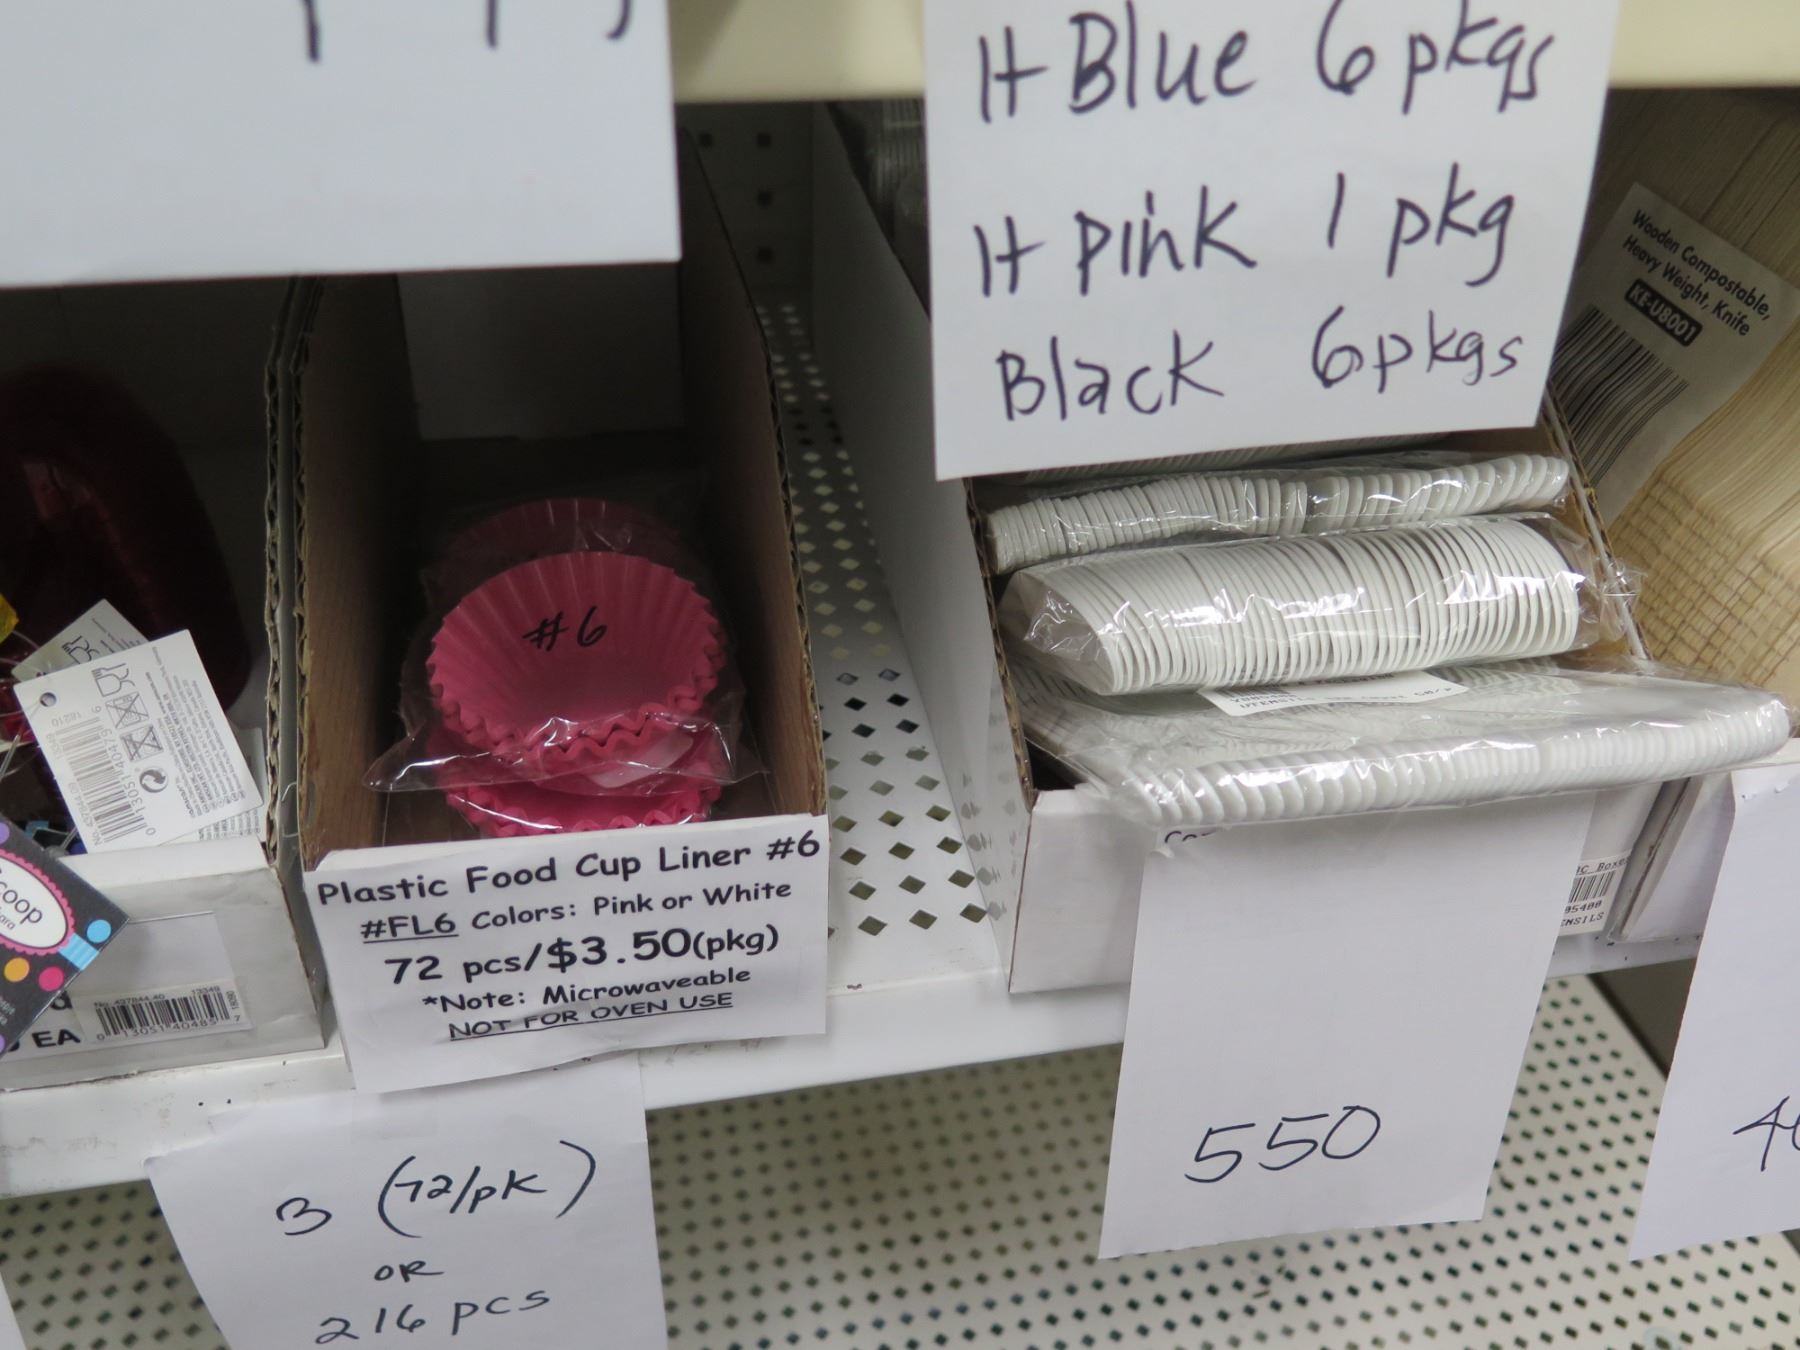 lt Blue 6 pkgs
lt pink 1 pkg
Black 6 pkgs
Wooden Compostable,
Heavy Weight, Knife
KE-U8001
#6
Plastic Food Cup Liner #6
#FL6 Colors: Pink or White
72 pcs/$3.50(pkg)
*Note: Microwaveable
NOT FOR OVEN USE
3 (72/pk)
OR
216 pcs
550
EA